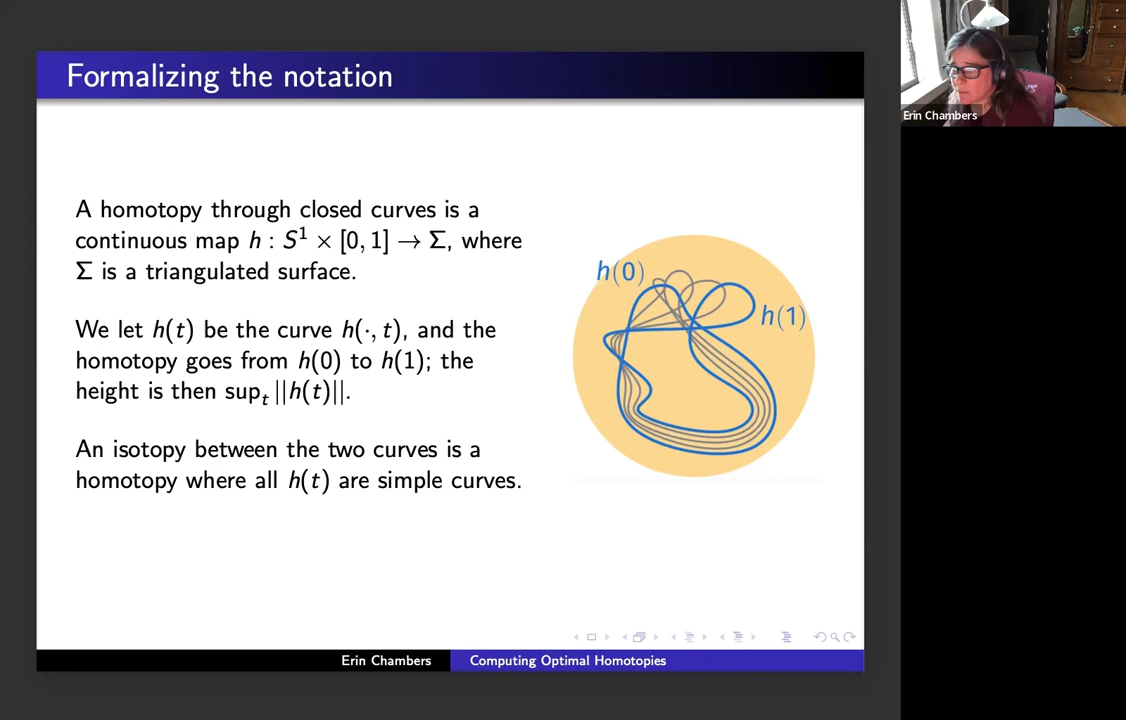 Formalizing the notation
A homotopy through closed curves is a
continuous map h : S¹ × [0, 1] → Σ, where
Σ is a triangulated surface.
We let h(t) be the curve h(·, t), and the
homotopy goes from h(0) to h(1); the
height is then supₜ ||h(t)||.
An isotopy between the two curves is a
homotopy where all h(t) are simple curves.
h(0)
h(1)
Erin Chambers
Computing Optimal Homotopies
Erin Chambers